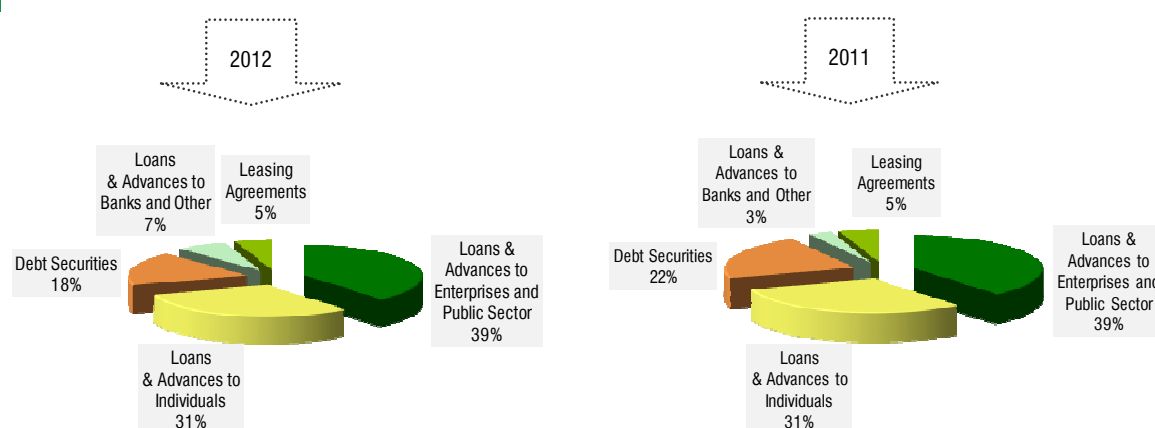 2012
Loans
& Advances to
Banks and Other
7%
Leasing
Agreements
5%
Debt Securities
18%
Loans &
Advances to
Enterprises and
Public Sector
39%
Loans
& Advances to
Individuals
31%
2011
Loans &
Advances to
Banks and Other
3%
Leasing
Agreements
5%
Debt Securities
22%
Loans &
Advances to
Enterprises and
Public Sector
39%
Loans
& Advances to
Individuals
31%